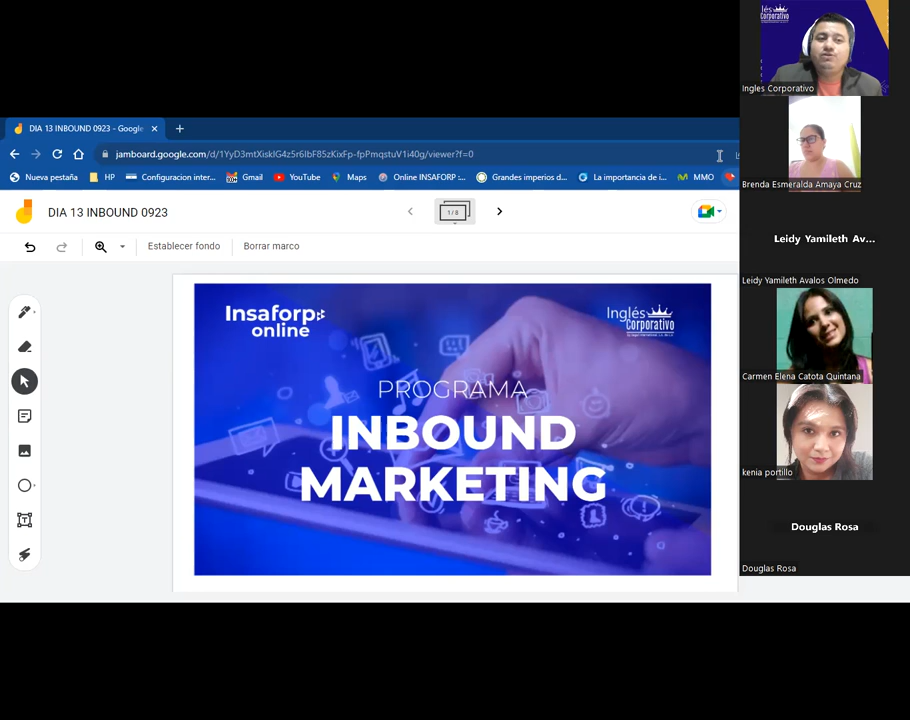 DIA 13 INBOUND 0923 - Google
jamboard.google.com/d/1YyD3mtXiskIG4z5r6IbF85zKixFp-fpPmqstuV1i40g/viewer?f=0
Nueva pestaña
HP
Configuracion inter...
Gmail
YouTube
Maps
Online INSAFORP :...
Grandes imperios d...
La importancia de i...
MMO
DIA 13 INBOUND 0923
1 / 8
Establecer fondo
Borrar marco
Insaforp
online
Inglés
Corporativo
PROGRAMA
INBOUND
MARKETING
lés
Corporativo
Ingles Corporativo
Brenda Esmeralda Amaya Cruz
Leidy Yamileth Av...
Leidy Yamileth Avalos Olmedo
Carmen Elena Catota Quintana
kenia portillo
Douglas Rosa
Douglas Rosa